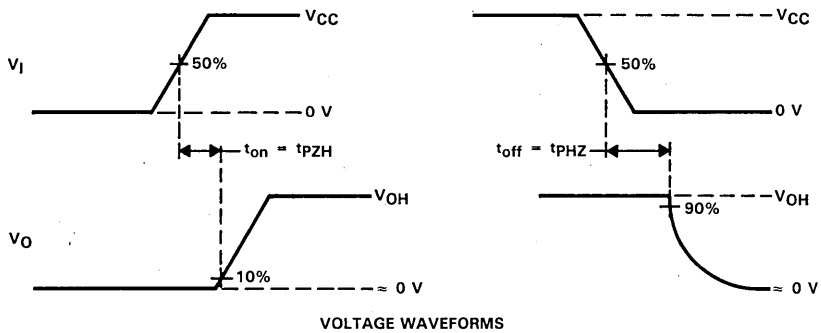 VCC
VCC
VI
50%
50%
0 V
0 V
ton = tPZH
toff = tPHZ
VOH
VOH
90%
VO
10%
≈ 0 V
≈ 0 V
VOLTAGE WAVEFORMS